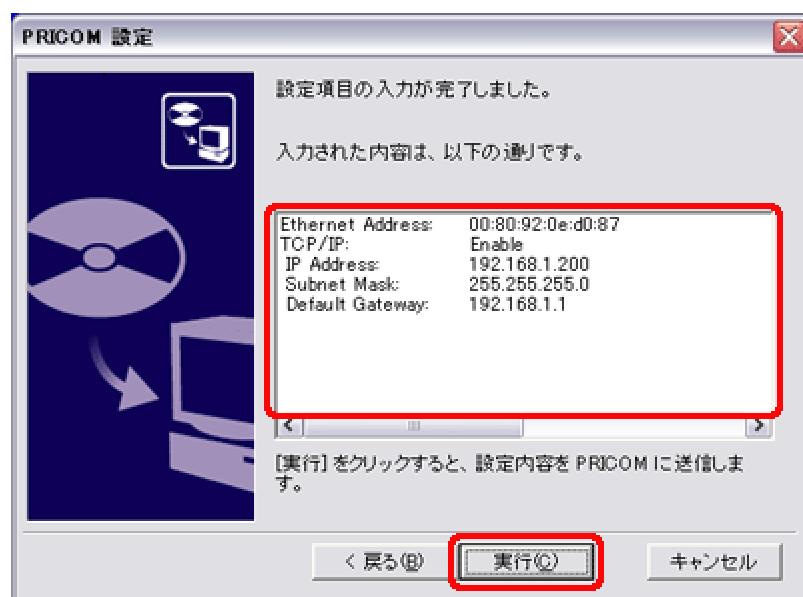 PRICOM 設定
設定項目の入力が完了しました。
入力された内容は、以下の通りです。
Ethernet Address: 00:80:92:0e:d0:87
TCP/IP: Enable
IP Address: 192.168.1.200
Subnet Mask: 255.255.255.0
Default Gateway: 192.168.1.1
[実行] をクリックすると、設定内容を PRICOM に送信しま
す。
< 戻る(B) 実行(C) キャンセル